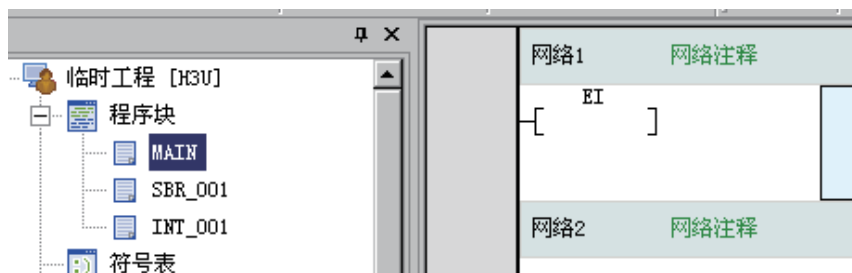 临时工程 [H3U]
程序块
MAIN
SBR_001
INT_001
符号表
网络1 网络注释
EI
网络2 网络注释